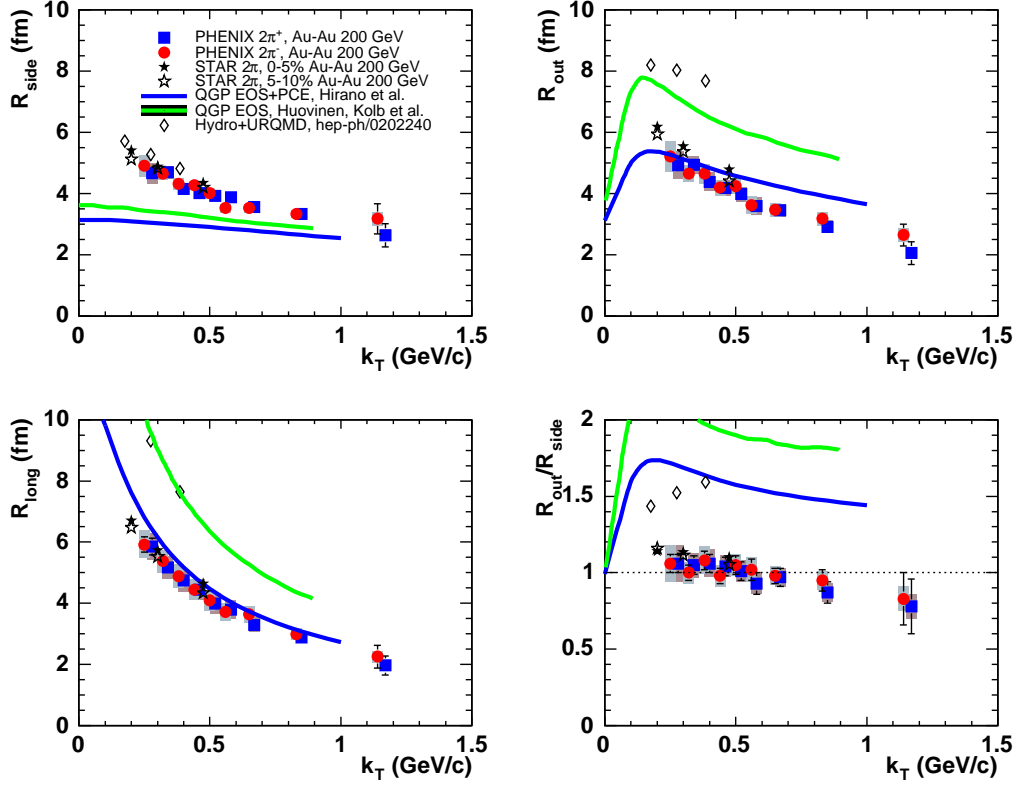 R_side (fm)
10
8
6
4
2
0
0
0.5
1
1.5
k_T (GeV/c)
PHENIX 2π⁺, Au-Au 200 GeV
PHENIX 2π⁻, Au-Au 200 GeV
STAR 2π, 0-5% Au-Au 200 GeV
STAR 2π, 5-10% Au-Au 200 GeV
QGP EOS+PCE, Hirano et al.
QGP EOS, Huovinen, Kolb et al.
Hydro+URQMD, hep-ph/0202240
R_out (fm)
10
8
6
4
2
0
0
0.5
1
1.5
k_T (GeV/c)
R_long (fm)
10
8
6
4
2
0
0
0.5
1
1.5
k_T (GeV/c)
R_out/R_side
2
1.5
1
0.5
0
0
0.5
1
1.5
k_T (GeV/c)